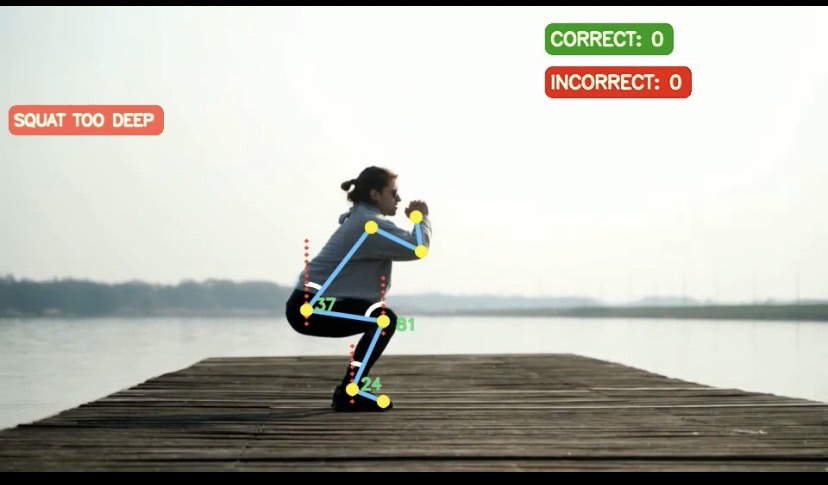 CORRECT: 0
INCORRECT: 0
SQUAT TOO DEEP
37
81
24